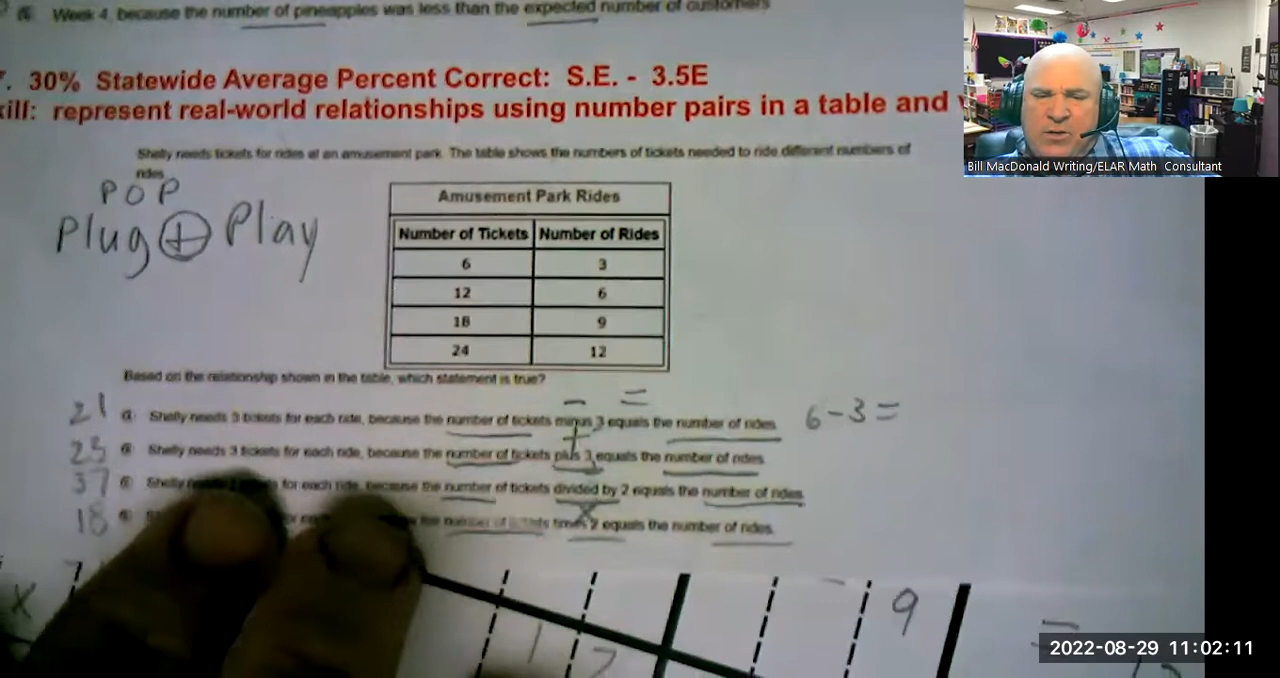 Week 4, because the number of pineapples was less than the expected number of customers
7. 30% Statewide Average Percent Correct: S.E. - 3.5E
kill: represent real-world relationships using number pairs in a table and
Shelly needs tickets for rides at an amusement park. The table shows the numbers of tickets needed to ride different numbers of
rides
POP
Plug + Play
Amusement Park Rides
Number of Tickets Number of Rides
6 3
12 6
18 9
24 12
Based on the relationship shown in the table, which statement is true?
- =
21 Shelly needs 3 tickets for each ride, because the number of tickets minus 3 equals the number of rides 6-3=
+
23 Shelly needs 3 tickets for each ride, because the number of tickets plus 3 equals the number of rides
37 Shelly for each ride, because the number of tickets divided by 2 equals the number of rides
x
18 the number of tickets times 2 equals the number of rides.
x 9
Bill MacDonald Writing/ELAR Math Consultant
2022-08-29 11:02:11